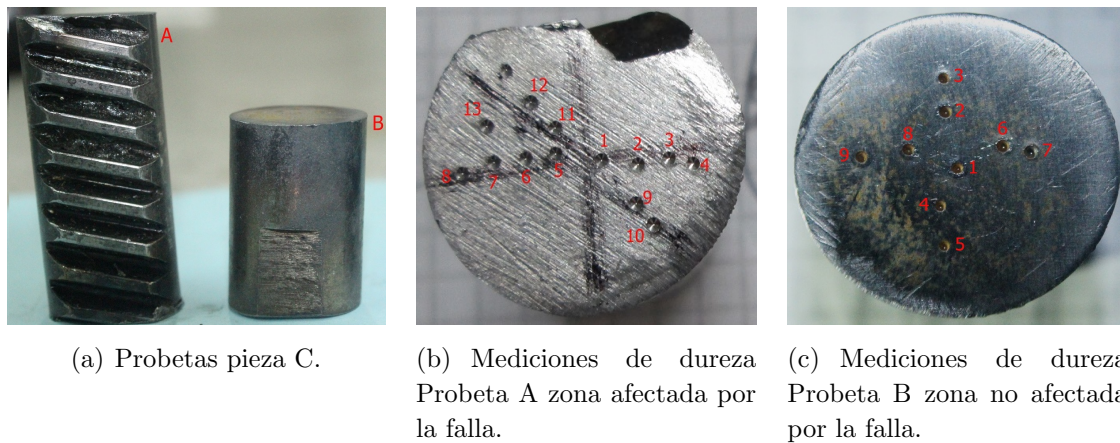 A
B
12
13
11
1
2
3
4
5
6
7
8
9
10
3
2
8
6
9
7
1
4
5
(a) Probetas pieza C.
(b) Mediciones de dureza
Probeta A zona afectada por
la falla.
(c) Mediciones de dureza
Probeta B zona no afectada
por la falla.